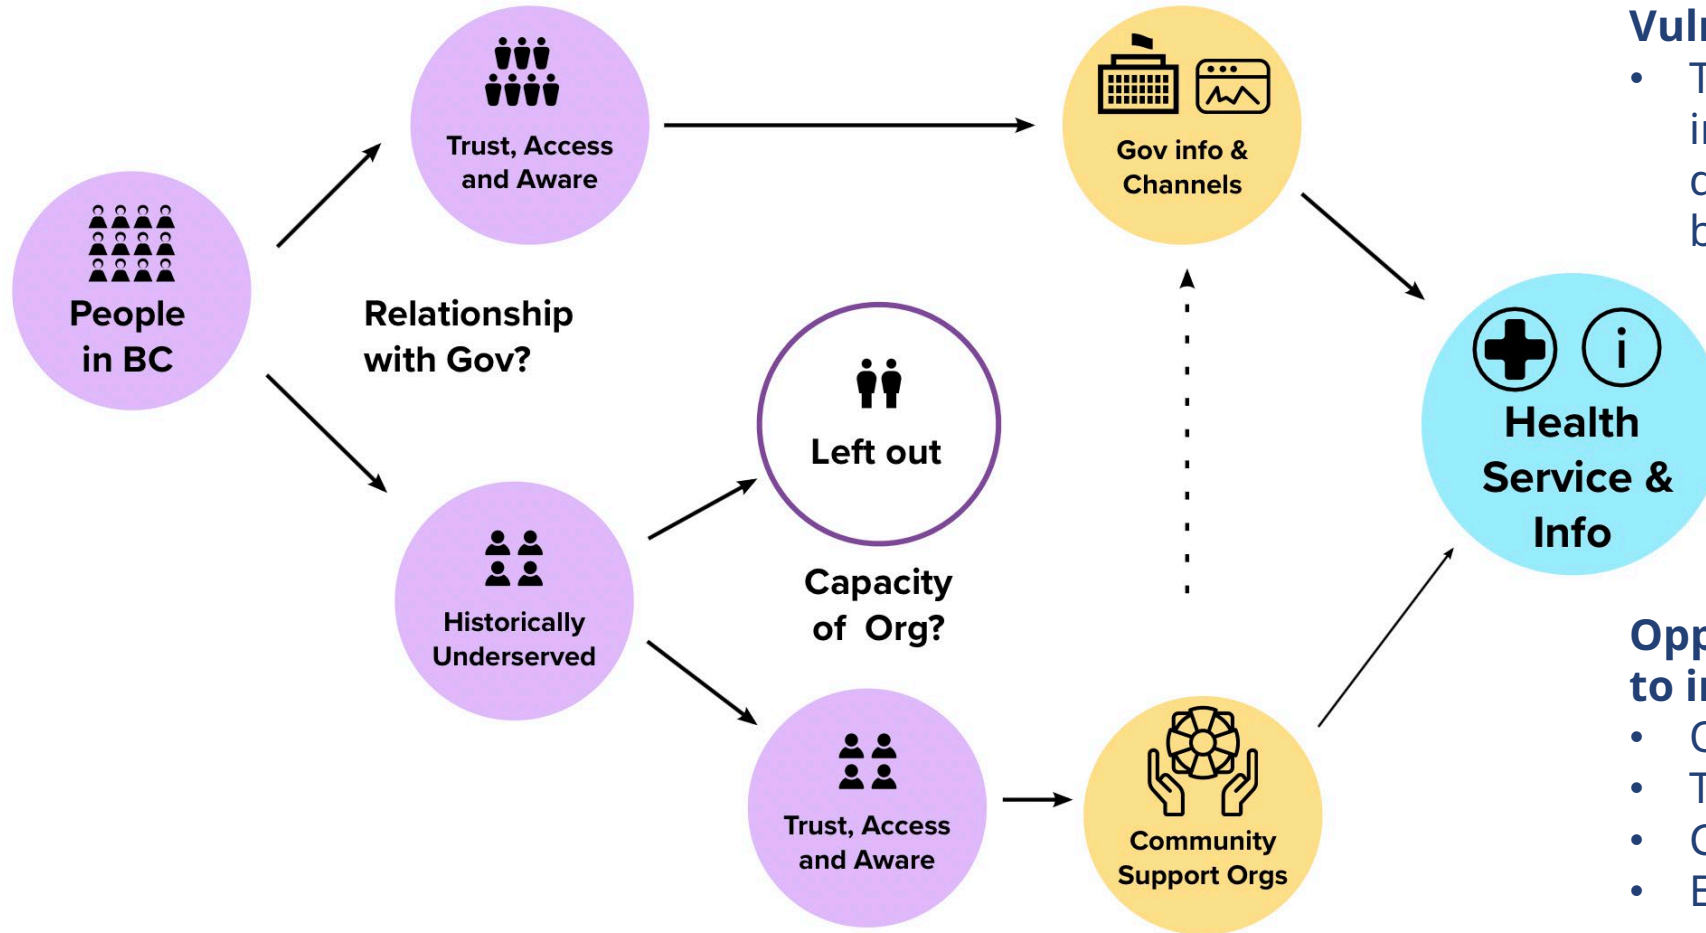 Trust, Access
and Aware
Gov info &
Channels
People
in BC
Relationship
with Gov?
Left out
Health
Service &
Info
i
Historically
Underserved
Capacity
of Org?
Trust, Access
and Aware
Community
Support Orgs
to